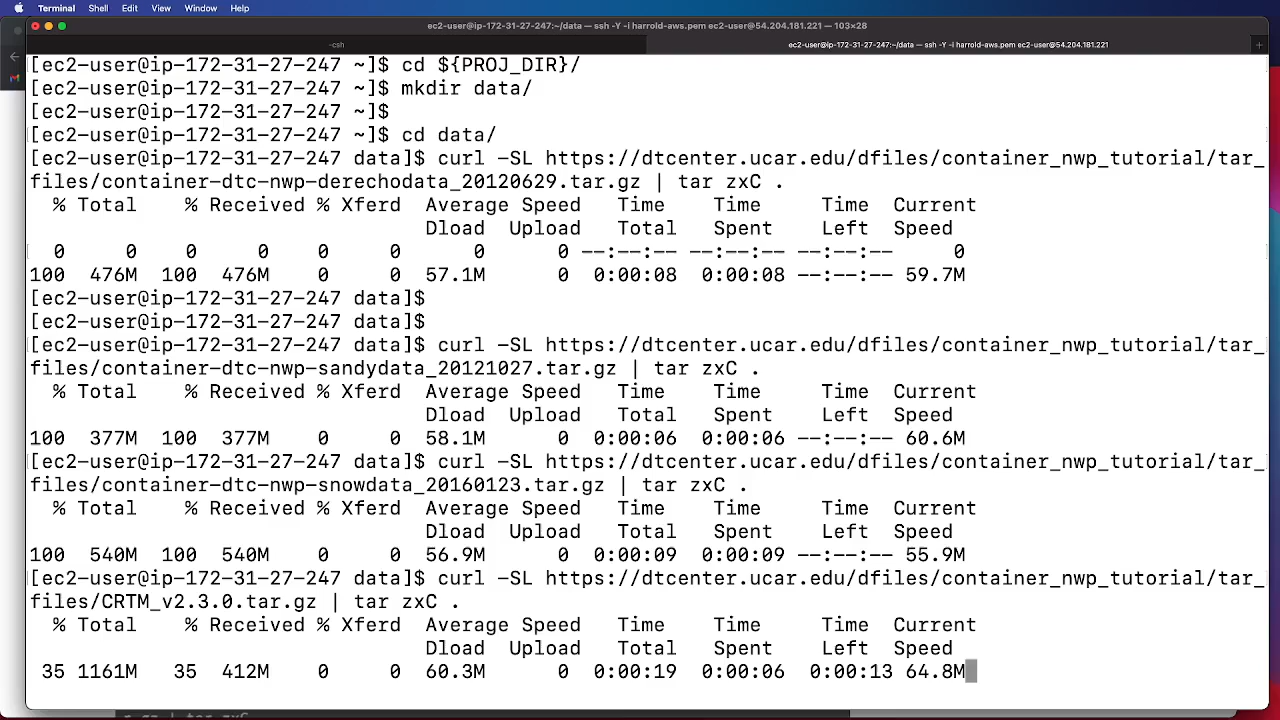 Terminal Shell Edit View Window Help
ec2-user@ip-172-31-27-247:~/data — ssh -Y -i harrold-aws.pem ec2-user@54.204.181.221 — 103×28
-csh
ec2-user@ip-172-31-27-247:~/data — ssh -Y -i harrold-aws.pem ec2-user@54.204.181.221
[ec2-user@ip-172-31-27-247 ~]$ cd ${PROJ_DIR}/
[ec2-user@ip-172-31-27-247 ~]$ mkdir data/
[ec2-user@ip-172-31-27-247 ~]$
[ec2-user@ip-172-31-27-247 ~]$ cd data/
[ec2-user@ip-172-31-27-247 data]$ curl -SL https://dtcenter.ucar.edu/dfiles/container_nwp_tutorial/tar_
files/container-dtc-nwp-derechodata_20120629.tar.gz | tar zxC .
% Total % Received % Xferd Average Speed Time Time Time Current
Dload Upload Total Spent Left Speed
0 0 0 0 0 0 0 0 --:--:-- --:--:-- --:--:-- 0
100 476M 100 476M 0 0 57.1M 0 0:00:08 0:00:08 --:--:-- 59.7M
[ec2-user@ip-172-31-27-247 data]$
[ec2-user@ip-172-31-27-247 data]$
[ec2-user@ip-172-31-27-247 data]$ curl -SL https://dtcenter.ucar.edu/dfiles/container_nwp_tutorial/tar_
files/container-dtc-nwp-sandydata_20121027.tar.gz | tar zxC .
% Total % Received % Xferd Average Speed Time Time Time Current
Dload Upload Total Spent Left Speed
100 377M 100 377M 0 0 58.1M 0 0:00:06 0:00:06 --:--:-- 60.6M
[ec2-user@ip-172-31-27-247 data]$ curl -SL https://dtcenter.ucar.edu/dfiles/container_nwp_tutorial/tar_
files/container-dtc-nwp-snowdata_20160123.tar.gz | tar zxC .
% Total % Received % Xferd Average Speed Time Time Time Current
Dload Upload Total Spent Left Speed
100 540M 100 540M 0 0 56.9M 0 0:00:09 0:00:09 --:--:-- 55.9M
[ec2-user@ip-172-31-27-247 data]$ curl -SL https://dtcenter.ucar.edu/dfiles/container_nwp_tutorial/tar_
files/CRTM_v2.3.0.tar.gz | tar zxC .
% Total % Received % Xferd Average Speed Time Time Time Current
Dload Upload Total Spent Left Speed
35 1161M 35 412M 0 0 60.3M 0 0:00:19 0:00:06 0:00:13 64.8M